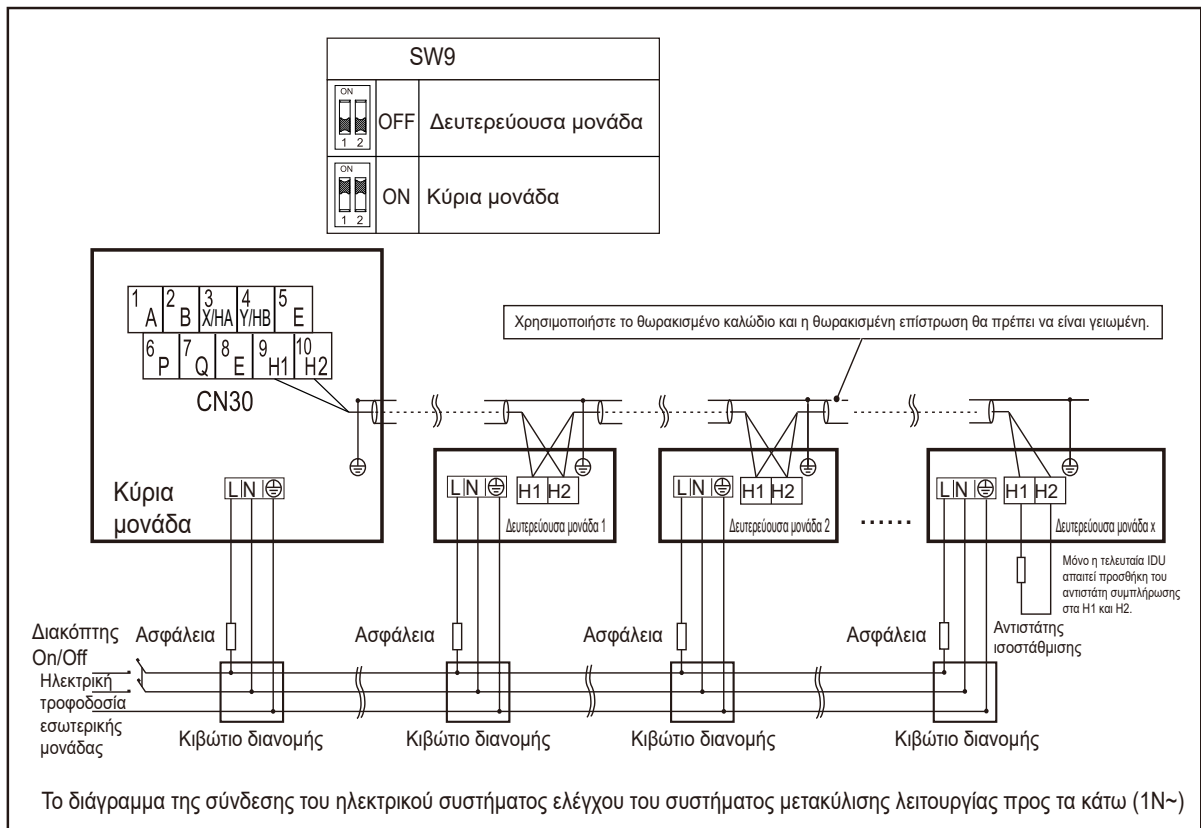 SW9
ON
1 2
OFF
Δευτερεύουσα μονάδα
ON
1 2
ON
Κύρια μονάδα
1 A
2 B
3 X/HA
4 Y/HB
5 E
6 P
7 Q
8 E
9 H1
10 H2
CN30
Χρησιμοποιήστε το θωρακισμένο καλώδιο και η θωρακισμένη επίστρωση θα πρέπει να είναι γειωμένη.
Κύρια
μονάδα
L N
L N
H1 H2
Δευτερεύουσα μονάδα 1
L N
H1 H2
Δευτερεύουσα μονάδα 2
......
L N
H1 H2
Δευτερεύουσα μονάδα x
Μόνο η τελευταία IDU
απαιτεί προσθήκη του
αντιστάτη συμπλήρωσης
στα H1 και H2.
Αντιστάτης
ισοστάθμισης
Διακόπτης
On/Off
Ηλεκτρική
τροφοδοσία
εσωτερικής
μονάδας
Ασφάλεια
Ασφάλεια
Ασφάλεια
Ασφάλεια
Κιβώτιο διανομής
Κιβώτιο διανομής
Κιβώτιο διανομής
Κιβώτιο διανομής
Το διάγραμμα της σύνδεσης του ηλεκτρικού συστήματος ελέγχου του συστήματος μετακύλισης λειτουργίας προς τα κάτω (1N~)